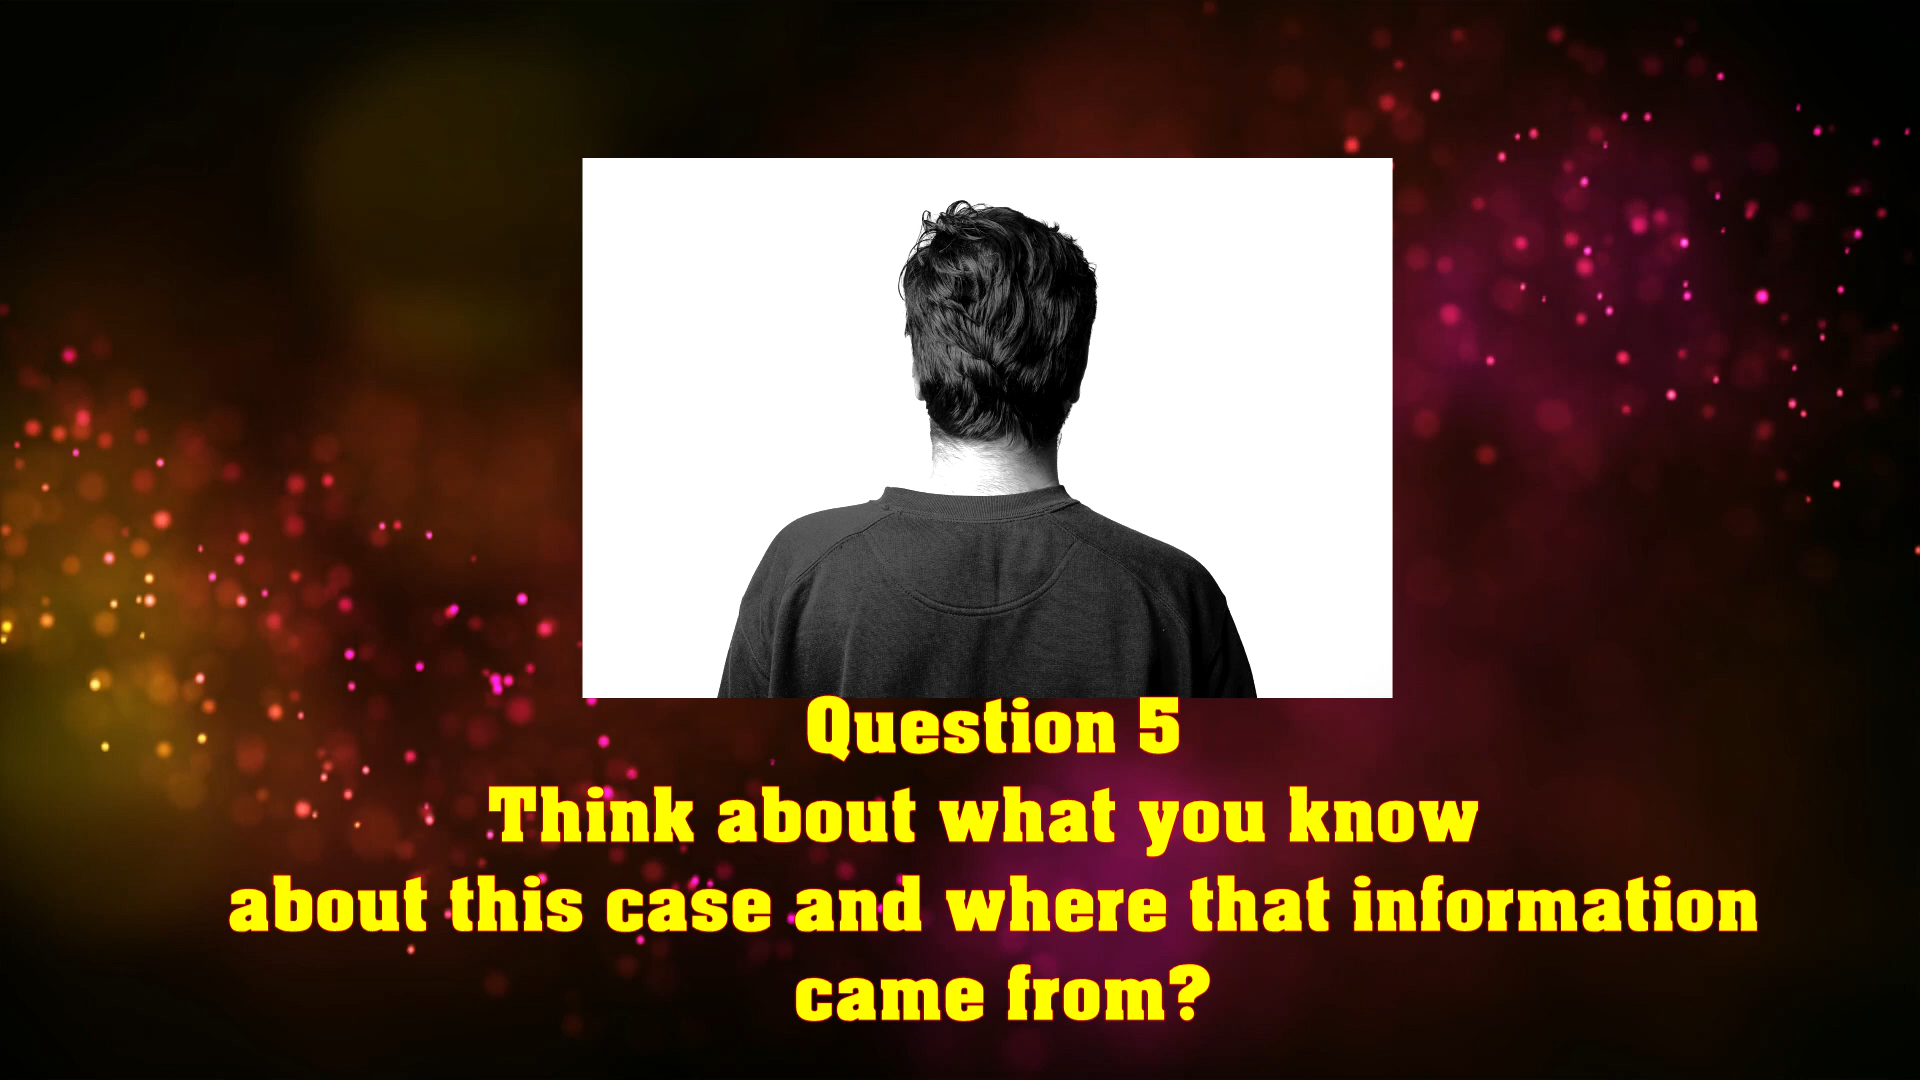 Question 5
Think about what you know
about this case and where that information
came from?